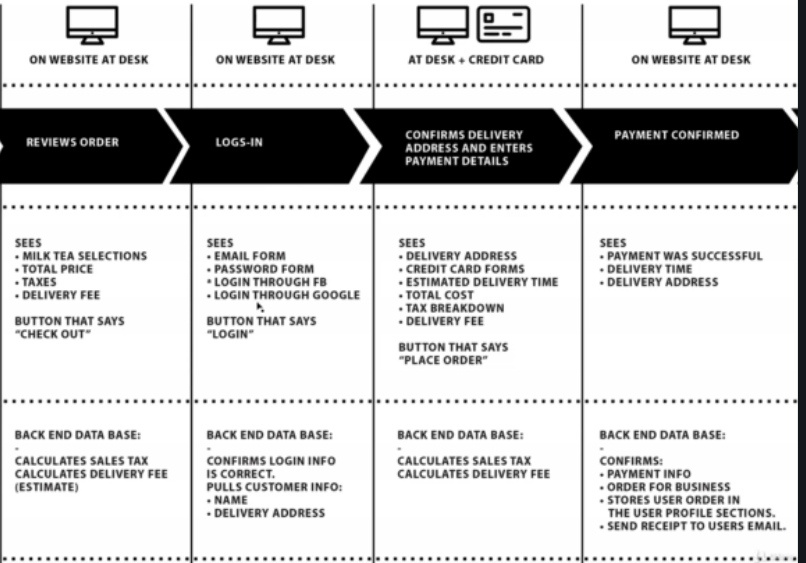 ON WEBSITE AT DESK
ON WEBSITE AT DESK
AT DESK + CREDIT CARD
ON WEBSITE AT DESK
REVIEWS ORDER
LOGS-IN
CONFIRMS DELIVERY
ADDRESS AND ENTERS
PAYMENT DETAILS
PAYMENT CONFIRMED
SEES
• MILK TEA SELECTIONS
• TOTAL PRICE
• TAXES
• DELIVERY FEE
BUTTON THAT SAYS
"CHECK OUT"
SEES
• EMAIL FORM
• PASSWORD FORM
* LOGIN THROUGH FB
• LOGIN THROUGH GOOGLE
BUTTON THAT SAYS
"LOGIN"
SEES
• DELIVERY ADDRESS
• CREDIT CARD FORMS
• ESTIMATED DELIVERY TIME
• TOTAL COST
• TAX BREAKDOWN
• DELIVERY FEE
BUTTON THAT SAYS
"PLACE ORDER"
SEES
• PAYMENT WAS SUCCESSFUL
• DELIVERY TIME
• DELIVERY ADDRESS
BACK END DATA BASE:
-
CALCULATES SALES TAX
CALCULATES DELIVERY FEE
(ESTIMATE)
BACK END DATA BASE:
-
CONFIRMS LOGIN INFO
IS CORRECT.
PULLS CUSTOMER INFO:
• NAME
• DELIVERY ADDRESS
BACK END DATA BASE:
-
CALCULATES SALES TAX
CALCULATES DELIVERY FEE
BACK END DATA BASE:
-
CONFIRMS:
• PAYMENT INFO
• ORDER FOR BUSINESS
• STORES USER ORDER IN
THE USER PROFILE SECTIONS.
• SEND RECEIPT TO USERS EMAIL.